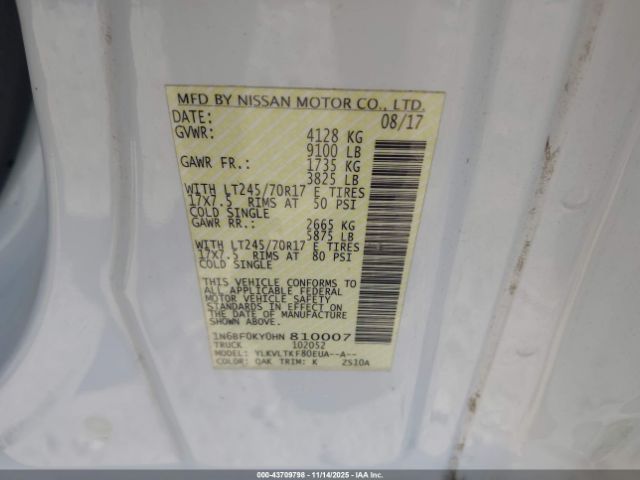 MFD BY NISSAN MOTOR CO., LTD.
DATE: 08/17
GVWR: 4128 KG
9100 LB
GAWR FR.: 1735 KG
3825 LB
WITH LT245/70R17 E TIRES
17X7.5 RIMS AT 50 PSI
COLD SINGLE
GAWR RR.: 2665 KG
5875 LB
WITH LT245/70R17 E TIRES
17X7.5 RIMS AT 80 PSI
COLD SINGLE
THIS VEHICLE CONFORMS TO
ALL APPLICABLE FEDERAL
MOTOR VEHICLE SAFETY
STANDARDS IN EFFECT ON
THE DATE OF MANUFACTURE
SHOWN ABOVE.
1N6BF0KY0HN 810007
TRUCK 102052
MODEL: YLKVLTKF80EUA--A--
COLOR: QAK TRIM: K ZS10A
000-43709798 - 11/14/2025 - IAAI.com